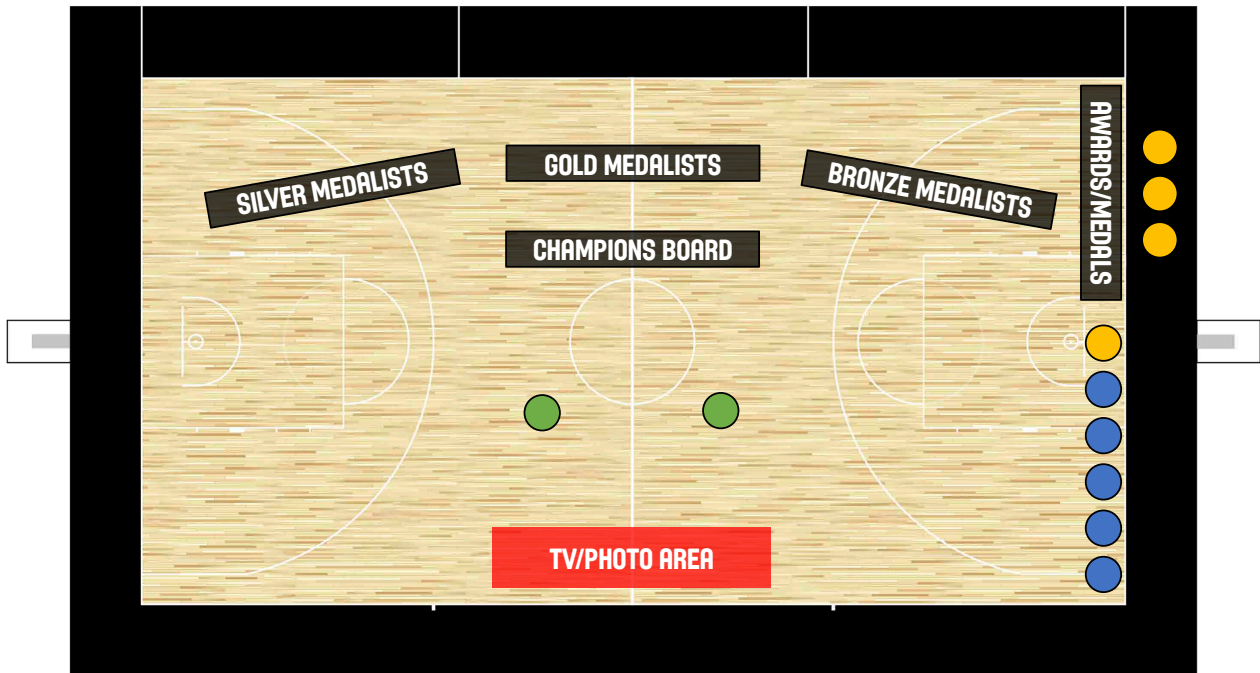 SILVER MEDALISTS
GOLD MEDALISTS
BRONZE MEDALISTS
AWARDS/MEDALS
CHAMPIONS BOARD
TV/PHOTO AREA